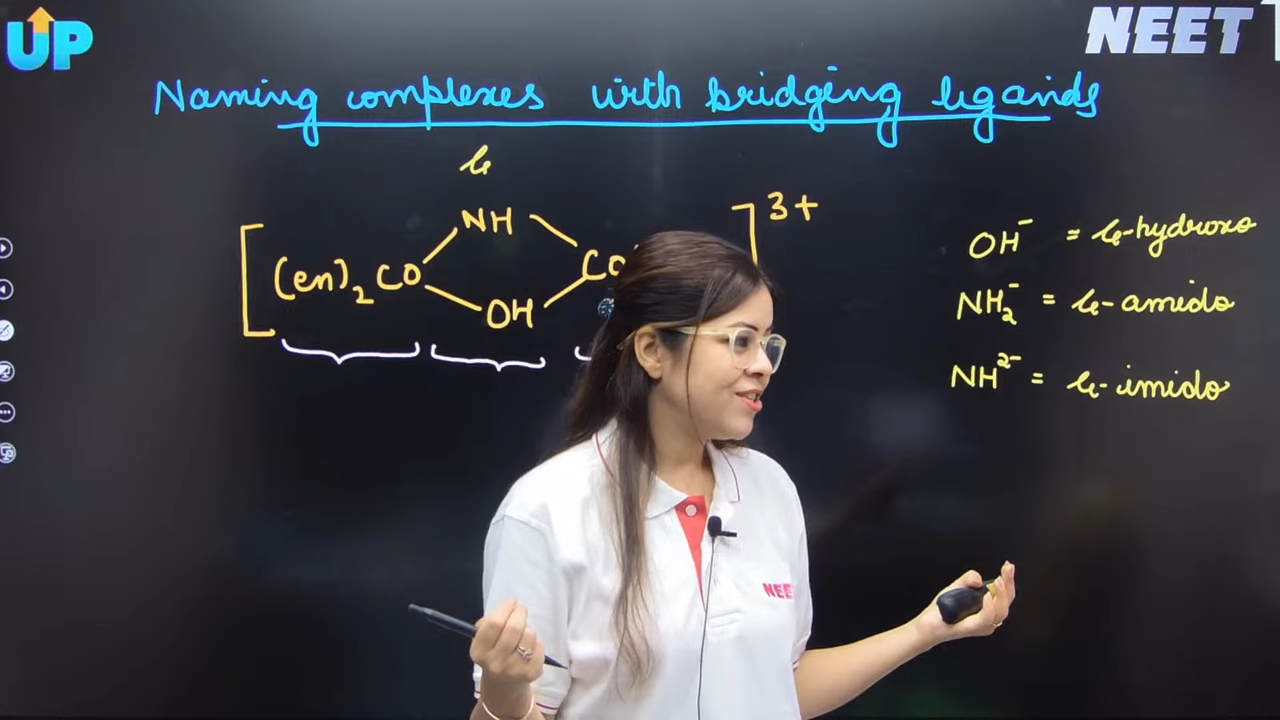 UP
NEET
Naming complexes with bridging ligands
μ
[(en)₂CO NH OH Co ]³⁺
OH⁻ = μ-hydroxo
NH₂⁻ = μ-amido
NH²⁻ = μ-imido
NEET